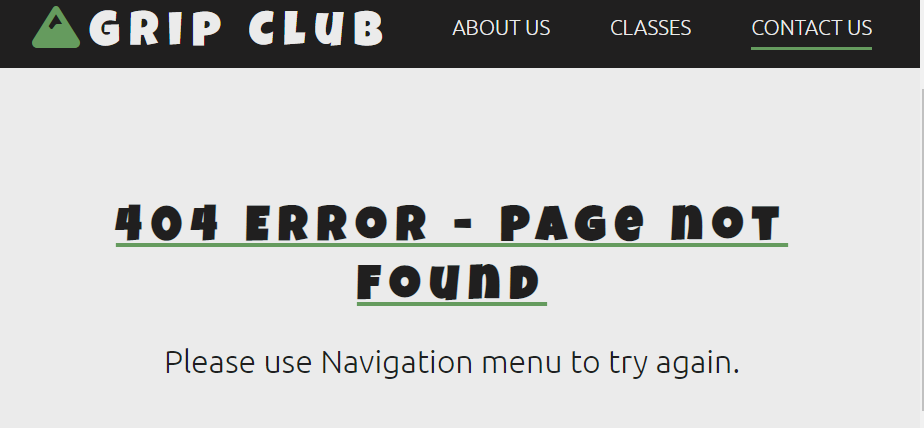 GRIP CLUB ABOUT US CLASSES CONTACT US
404 ERROR - PAGE NOT
FOUND
Please use Navigation menu to try again.